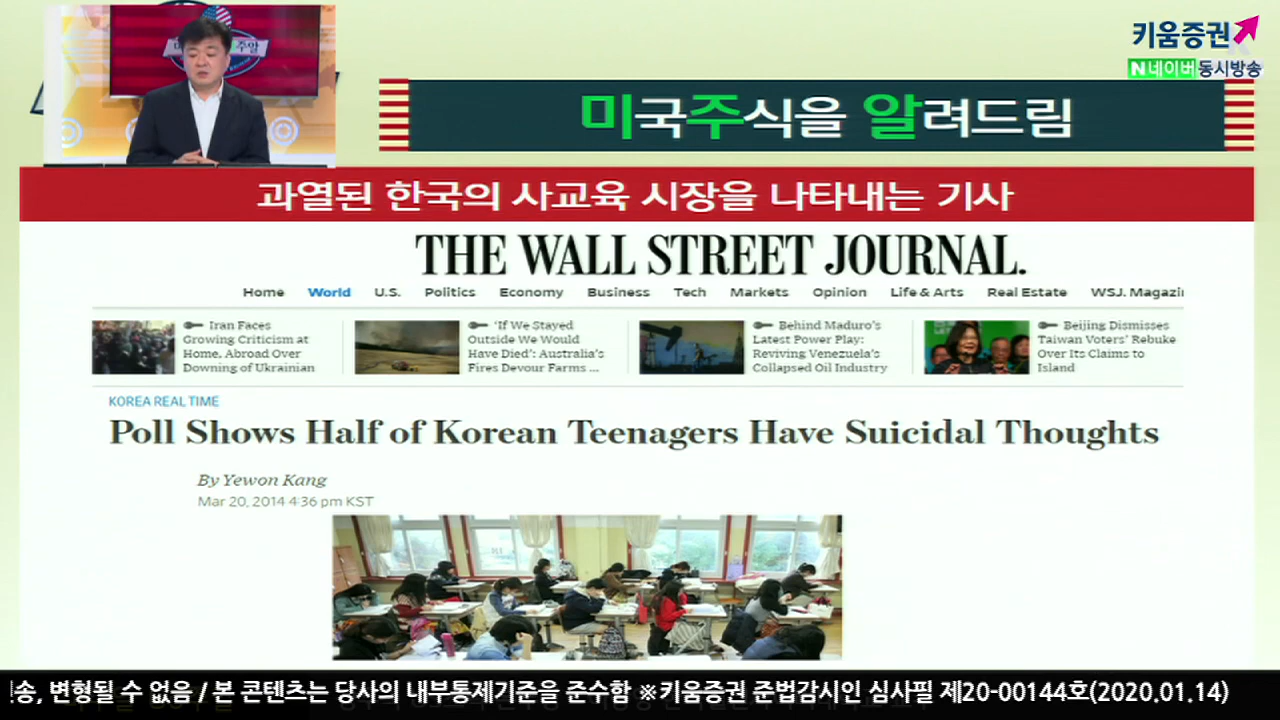 키움증권
N 네이버 동시방송
미국주식을 알려드림
과열된 한국의 사교육 시장을 나타내는 기사
THE WALL STREET JOURNAL.
Home World U.S. Politics Economy Business Tech Markets Opinion Life & Arts Real Estate WSJ. Magazi
Iran Faces
Growing Criticism at
Home, Abroad Over
Downing of Ukrainian
‘If We Stayed
Outside We Would
Have Died’: Australia’s
Fires Devour Farms ...
Behind Maduro’s
Latest Power Play:
Reviving Venezuela’s
Collapsed Oil Industry
Beijing Dismisses
Taiwan Voters’ Rebuke
Over Its Claims to
Island
KOREA REAL TIME
Poll Shows Half of Korean Teenagers Have Suicidal Thoughts
By Yewon Kang
Mar 20, 2014 4:36 pm KST
송, 변형될 수 없음 / 본 콘텐츠는 당사의 내부통제기준을 준수함 ※키움증권 준법감시인 심사필 제20-00144호(2020.01.14)